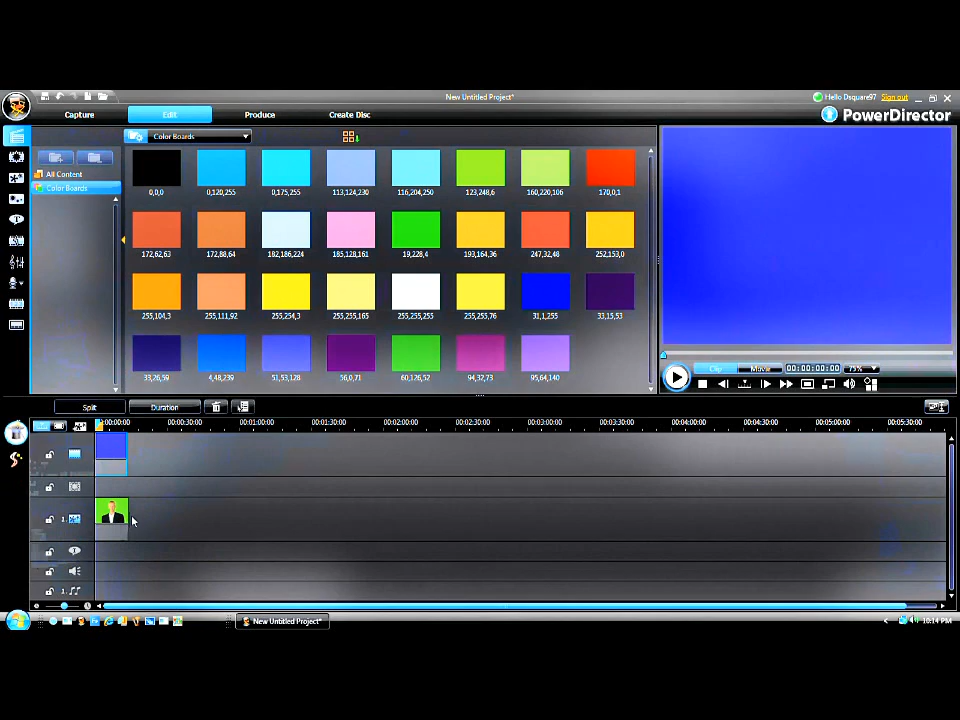 New Untitled Project*
Hello Dsquare97 Sign out
Capture
Edit
Produce
Create Disc
PowerDirector
Color Boards
All Content
Color Boards
0,0,0
0,120,255
0,175,255
113,124,230
116,204,250
123,248,6
160,220,106
170,0,1
172,62,63
172,88,64
182,186,224
185,128,161
19,228,4
193,164,36
247,32,48
252,153,0
255,104,3
255,111,92
255,254,3
255,255,165
255,255,255
255,255,76
31,1,255
33,15,53
33,26,59
4,48,239
51,53,128
56,0,71
60,126,52
94,32,73
95,64,140
Clip
Movie
00:00:00:00
75%
Split
Duration
00:00:00
00:00:30:00
00:01:00:00
00:01:30:00
00:02:00:00
00:02:30:00
00:03:00:00
00:03:30:00
00:04:00:00
00:04:30:00
00:05:00:00
00:05:30:00
1.
1.
New Untitled Project*
10:14 PM